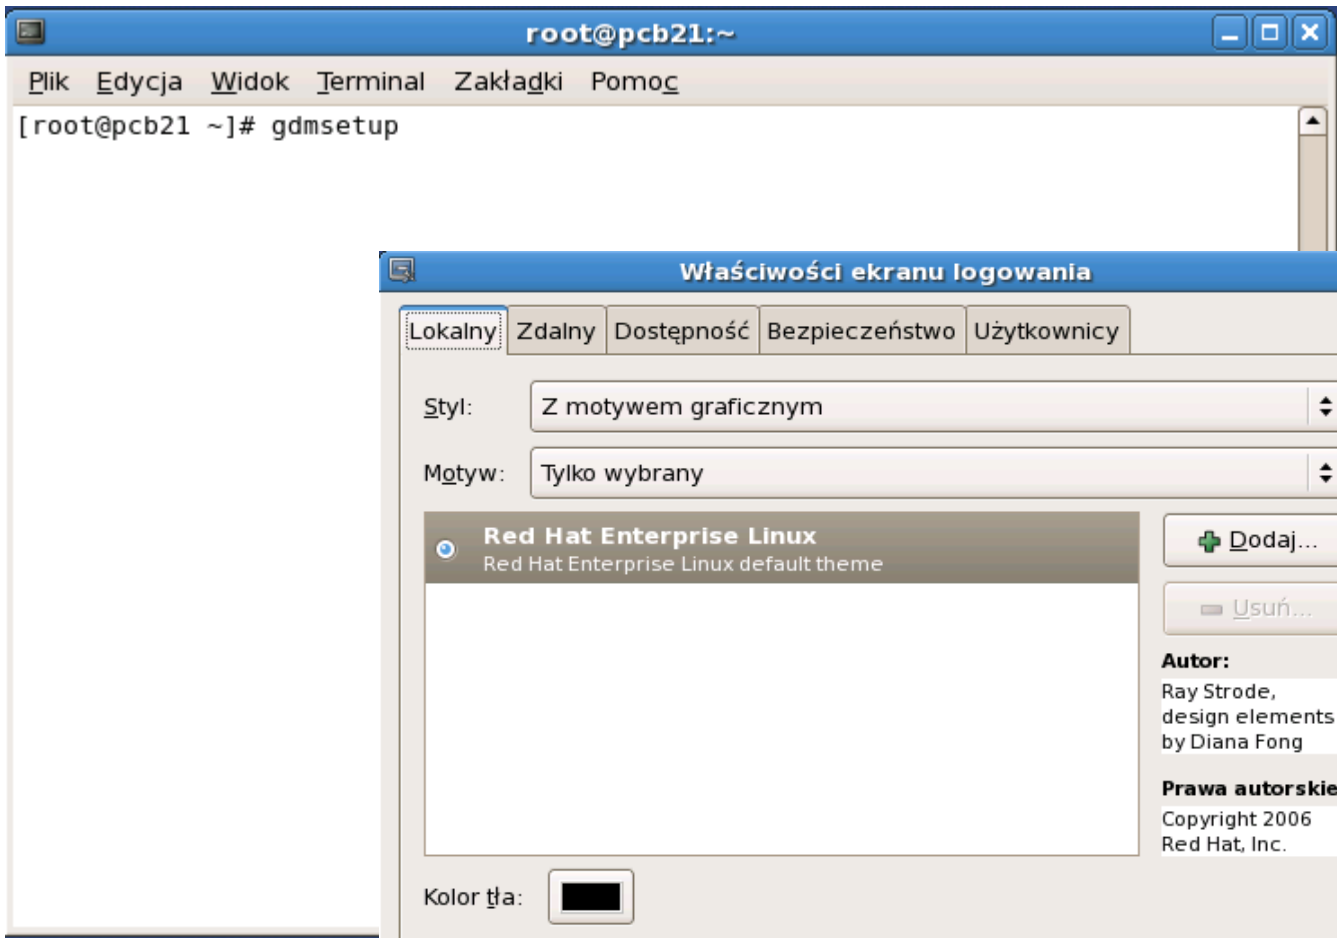 root@pcb21:~
Plik Edycja Widok Terminal Zakładki Pomoc
[root@pcb21 ~]# gdmsetup
Właściwości ekranu logowania
Lokalny Zdalny Dostępność Bezpieczeństwo Użytkownicy
Styl: Z motywem graficznym
Motyw: Tylko wybrany
Red Hat Enterprise Linux
Red Hat Enterprise Linux default theme
Dodaj...
Usuń...
Autor:
Ray Strode,
design elements
by Diana Fong
Prawa autorskie
Copyright 2006
Red Hat, Inc.
Kolor tła: